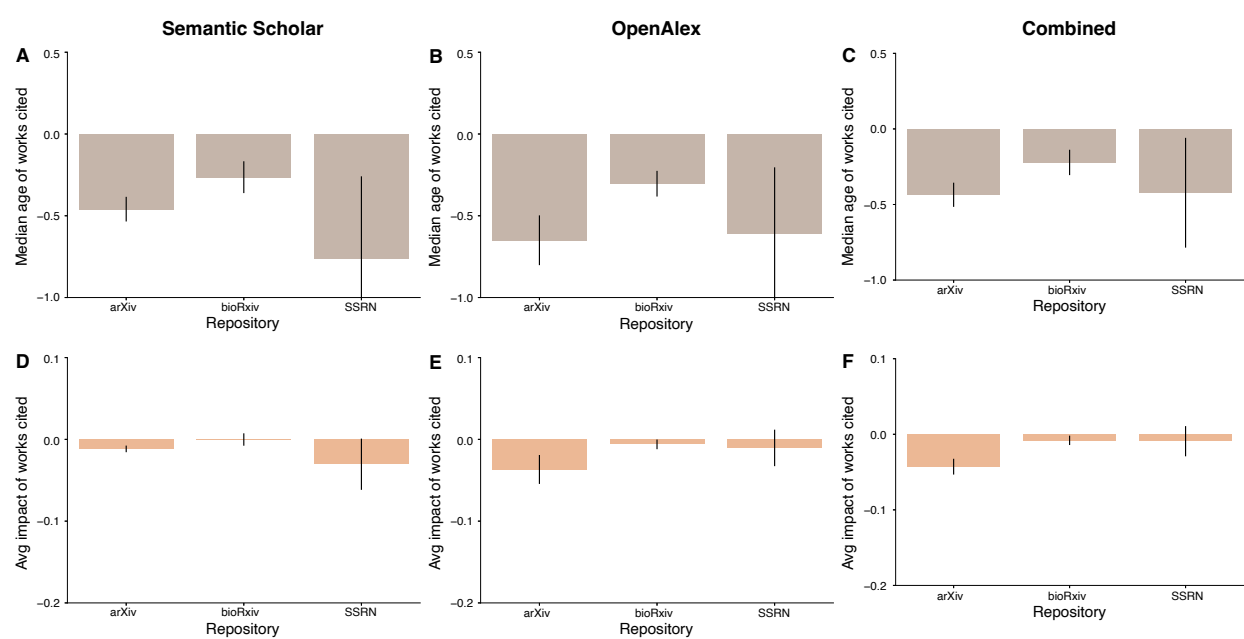 Semantic Scholar
OpenAlex
Combined
A
Median age of works cited
0.5
0.0
−0.5
−1.0
arXiv
bioRxiv
SSRN
Repository
B
Median age of works cited
0.5
0.0
−0.5
−1.0
arXiv
bioRxiv
SSRN
Repository
C
Median age of works cited
0.5
0.0
−0.5
−1.0
arXiv
bioRxiv
SSRN
Repository
D
Avg impact of works cited
0.1
0.0
−0.1
−0.2
arXiv
bioRxiv
SSRN
Repository
E
Avg impact of works cited
0.1
0.0
−0.1
−0.2
arXiv
bioRxiv
SSRN
Repository
F
Avg impact of works cited
0.1
0.0
−0.1
−0.2
arXiv
bioRxiv
SSRN
Repository